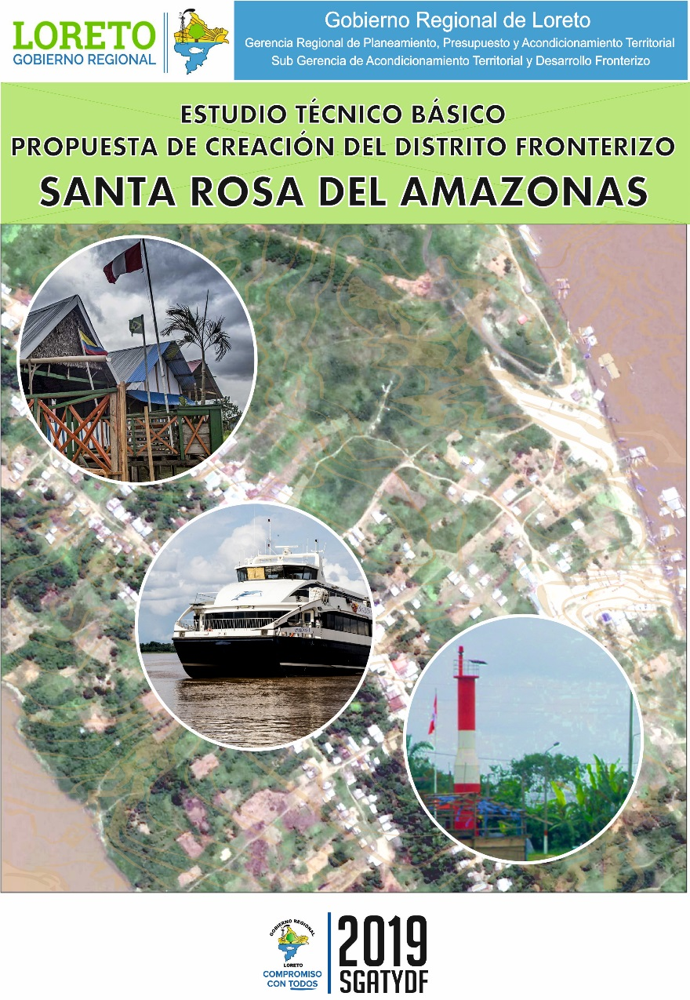 LORETO
GOBIERNO REGIONAL
Gobierno Regional de Loreto
Gerencia Regional de Planeamiento, Presupuesto y Acondicionamiento Territorial
Sub Gerencia de Acondicionamiento Territorial y Desarrollo Fronterizo
ESTUDIO TÉCNICO BÁSICO
PROPUESTA DE CREACIÓN DEL DISTRITO FRONTERIZO
SANTA ROSA DEL AMAZONAS
GOBIERNO REGIONAL
LORETO
COMPROMISO
CON TODOS
2019
SGATYDF